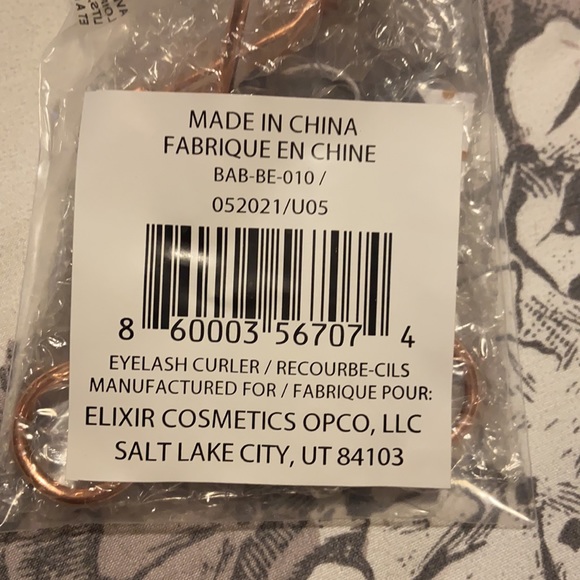 MADE IN CHINA
FABRIQUE EN CHINE
BAB-BE-010 /
052021/U05
8 60003 56707 4
EYELASH CURLER / RECOURBE-CILS
MANUFACTURED FOR / FABRIQUE POUR:
ELIXIR COSMETICS OPCO, LLC
SALT LAKE CITY, UT 84103